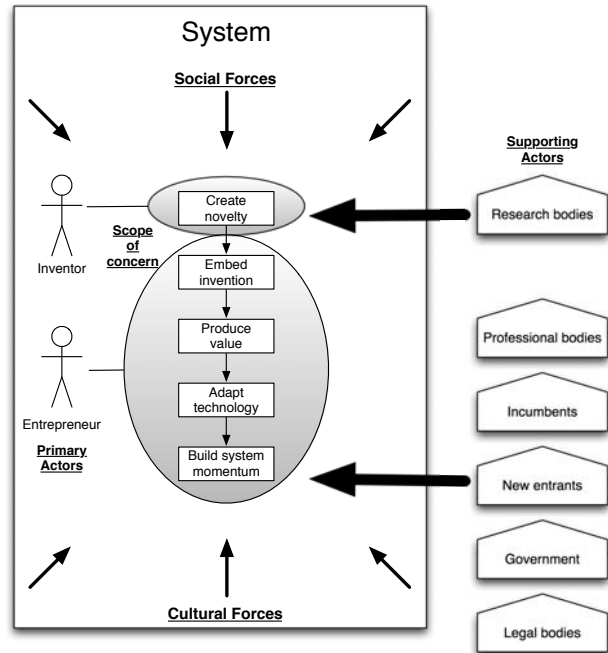 System
Social Forces
Supporting
Actors
Create
novelty
Research bodies
Scope
of
concern
Inventor
Embed
invention
Produce
value
Professional bodies
Adapt
technology
Incumbents
Entrepreneur
Primary
Actors
Build system
momentum
New entrants
Government
Cultural Forces
Legal bodies